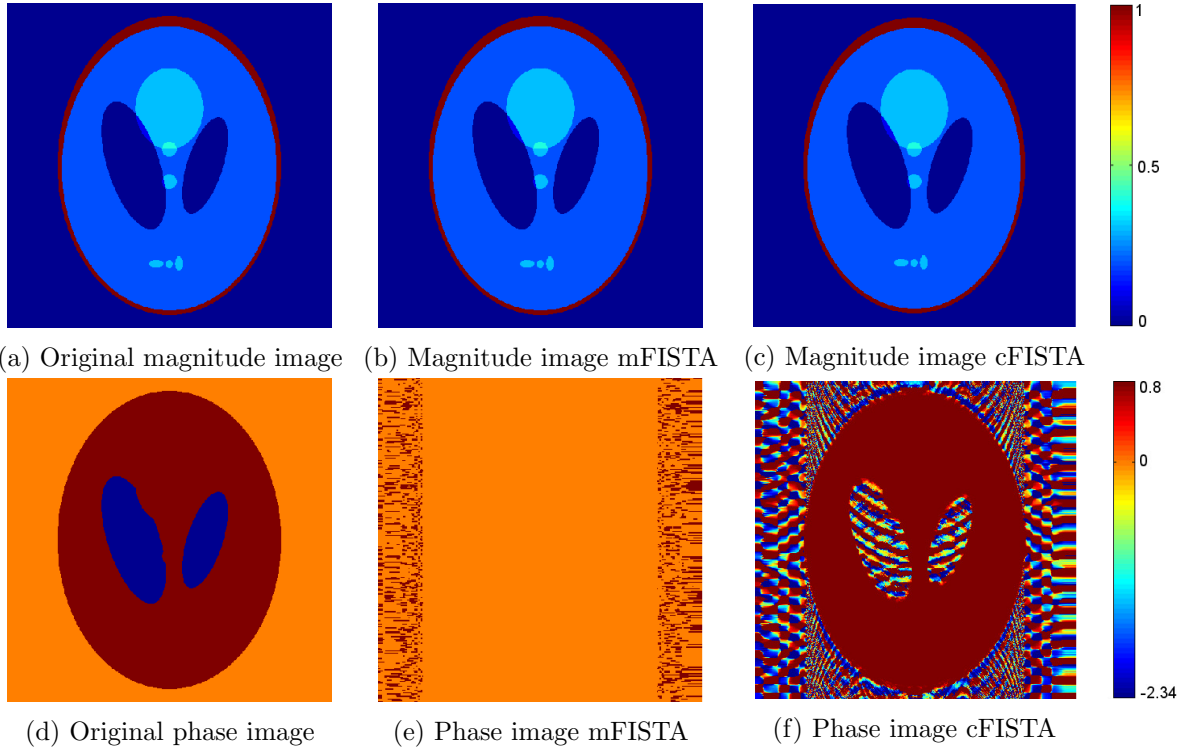 1
0.5
0
(a) Original magnitude image
(b) Magnitude image mFISTA
(c) Magnitude image cFISTA
0.8
0
-2.34
(d) Original phase image
(e) Phase image mFISTA
(f) Phase image cFISTA